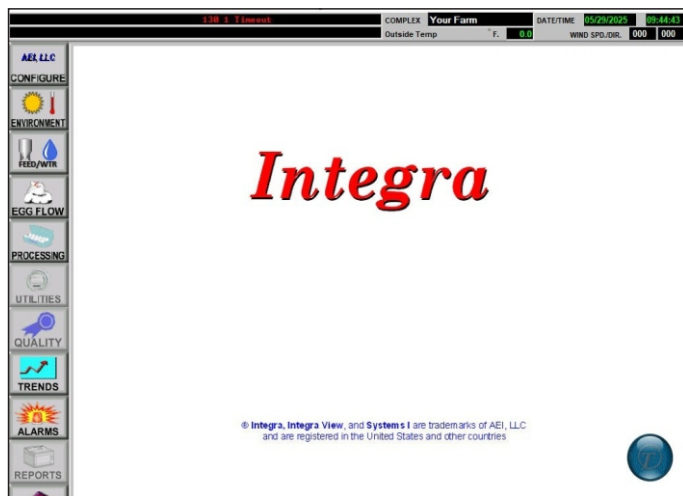 130 1 Timeout
COMPLEX Your Farm DATE/TIME 05/29/2025 09:44:43
Outside Temp °F. 0.0 WIND SPD./DIR. 000 000
AEI, LLC
CONFIGURE
ENVIRONMENT
FEED/WTR
EGG FLOW
PROCESSING
UTILITIES
QUALITY
TRENDS
ALARMS
REPORTS
Integra
® Integra, Integra View, and Systems I are trademarks of AEI, LLC
and are registered in the United States and other countries